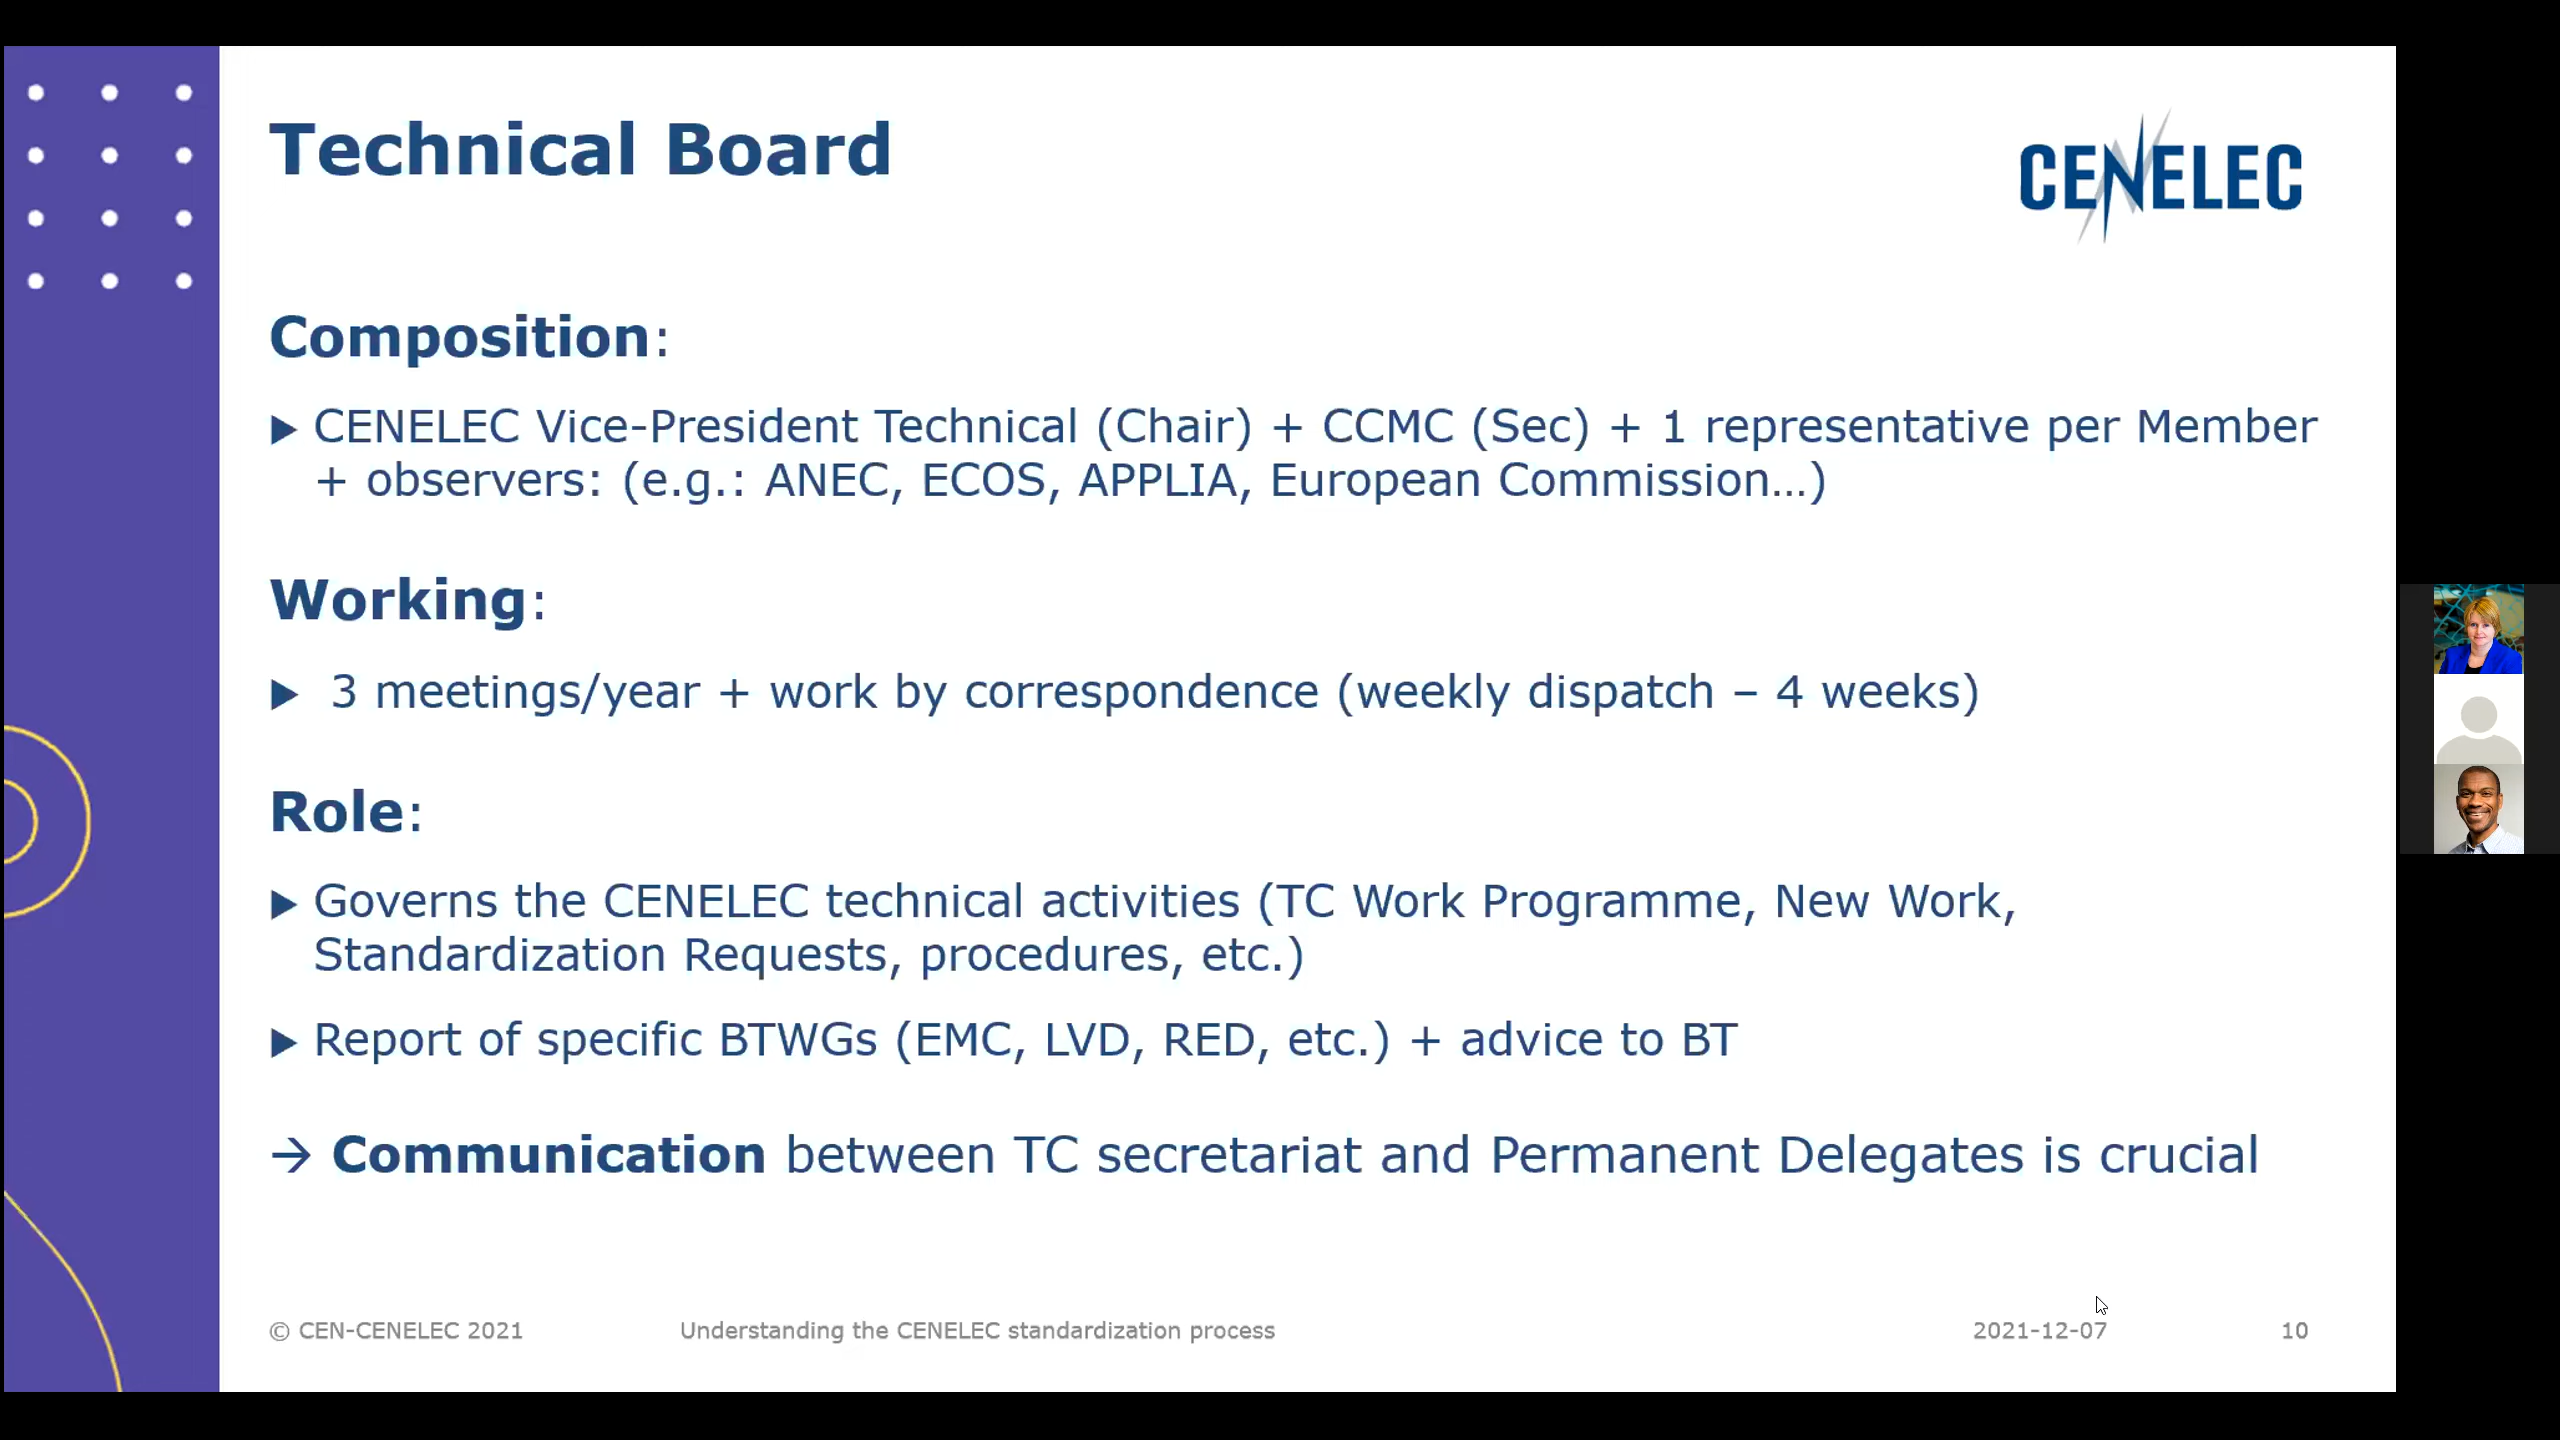 Technical Board
CENELEC
Composition:
▶ CENELEC Vice-President Technical (Chair) + CCMC (Sec) + 1 representative per Member
+ observers: (e.g.: ANEC, ECOS, APPLIA, European Commission…)
Working:
▶ 3 meetings/year + work by correspondence (weekly dispatch – 4 weeks)
Role:
▶ Governs the CENELEC technical activities (TC Work Programme, New Work,
Standardization Requests, procedures, etc.)
▶ Report of specific BTWGs (EMC, LVD, RED, etc.) + advice to BT
→ Communication between TC secretariat and Permanent Delegates is crucial
© CEN-CENELEC 2021 Understanding the CENELEC standardization process 2021-12-07 10